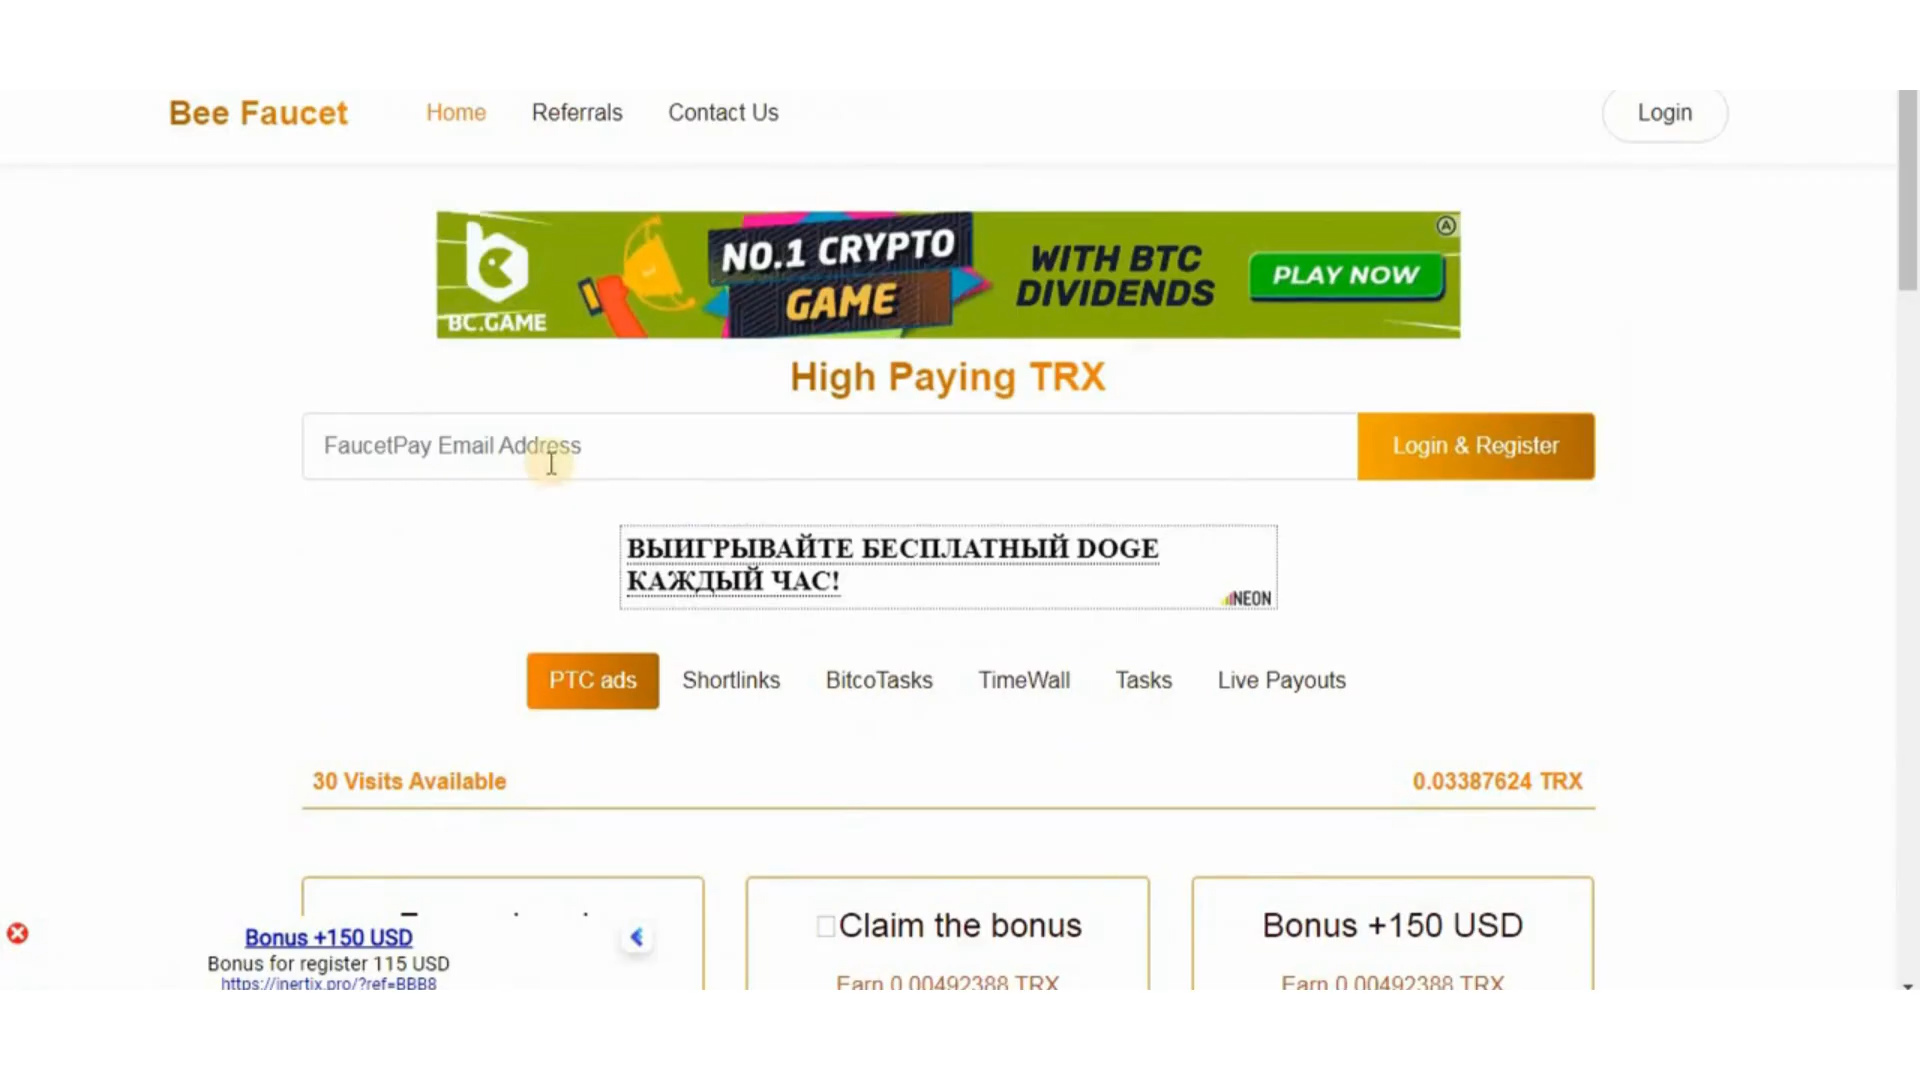 Bee Faucet
Home
Referrals
Contact Us
Login
BC.GAME
NO.1 CRYPTO
GAME
WITH BTC
DIVIDENDS
PLAY NOW
High Paying TRX
FaucetPay Email Address
Login & Register
ВЫИГРЫВАЙТЕ БЕСПЛАТНЫЙ DOGE
КАЖДЫЙ ЧАС!
NEON
PTC ads
Shortlinks
BitcoTasks
TimeWall
Tasks
Live Payouts
30 Visits Available
0.03387624 TRX
Claim the bonus
Bonus +150 USD
Earn 0.00492388 TRX
Earn 0.00492388 TRX
Bonus +150 USD
Bonus for register 115 USD
https://inertix.pro/?ref=BBB8